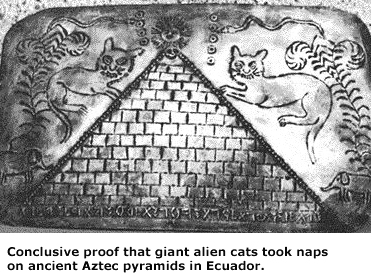 Conclusive proof that giant alien cats took naps
on ancient Aztec pyramids in Ecuador.